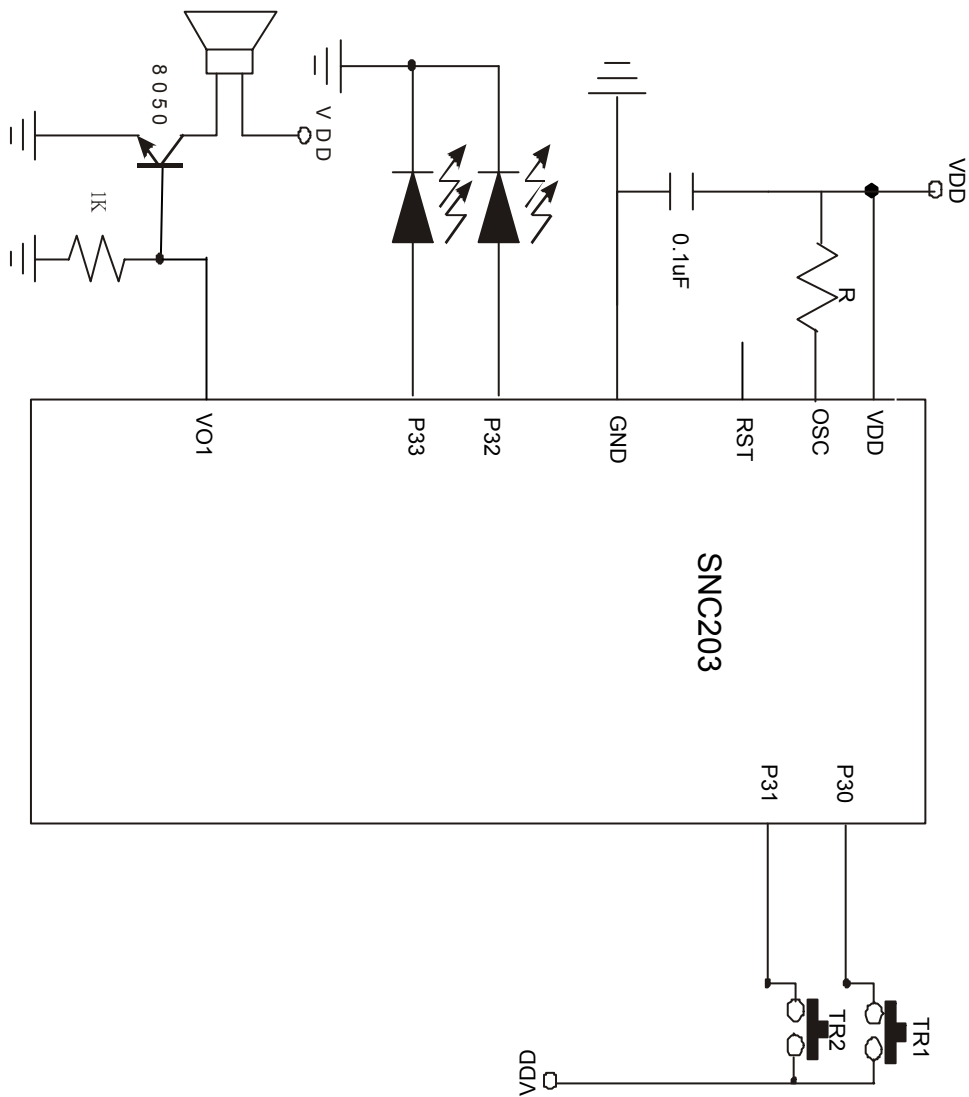 VDD
R
0.1uF
VDD
8050
1K
VDD
OSC
RST
GND
P32
P33
VO1
SNC203
P30
P31
TR1
TR2
VDD